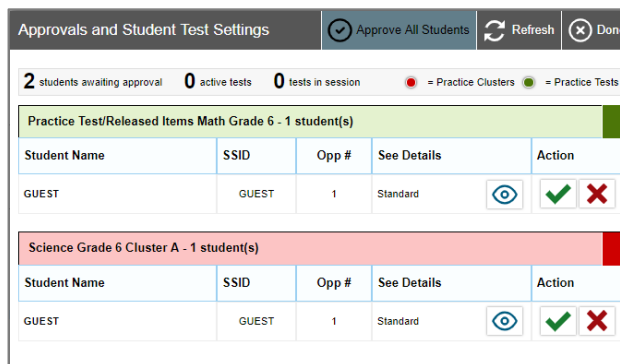 Approvals and Student Test Settings Approve All Students Refresh Don
2 students awaiting approval 0 active tests 0 tests in session = Practice Clusters = Practice Tests
Practice Test/Released Items Math Grade 6 - 1 student(s)
Student Name SSID Opp # See Details Action
GUEST GUEST 1 Standard
Science Grade 6 Cluster A - 1 student(s)
Student Name SSID Opp # See Details Action
GUEST GUEST 1 Standard